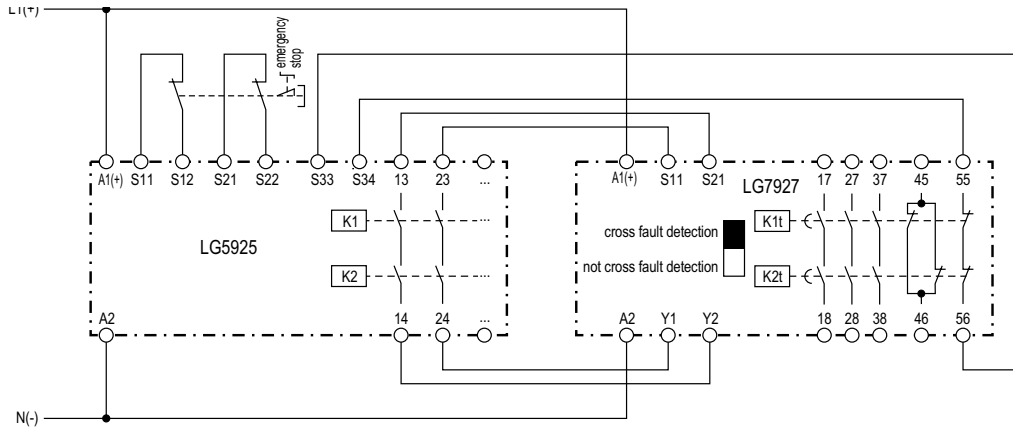 L1(+)
emergency
stop
A1(+) S11 S12 S21 S22 S33 S34 13 23 ...
A1(+) S11 S21 17 27 37 45 55
LG7927
K1 ...
K1t
cross fault detection
LG5925
not cross fault detection
K2 ...
K2t
A2 14 24 ...
A2 Y1 Y2 18 28 38 46 56
N(-)